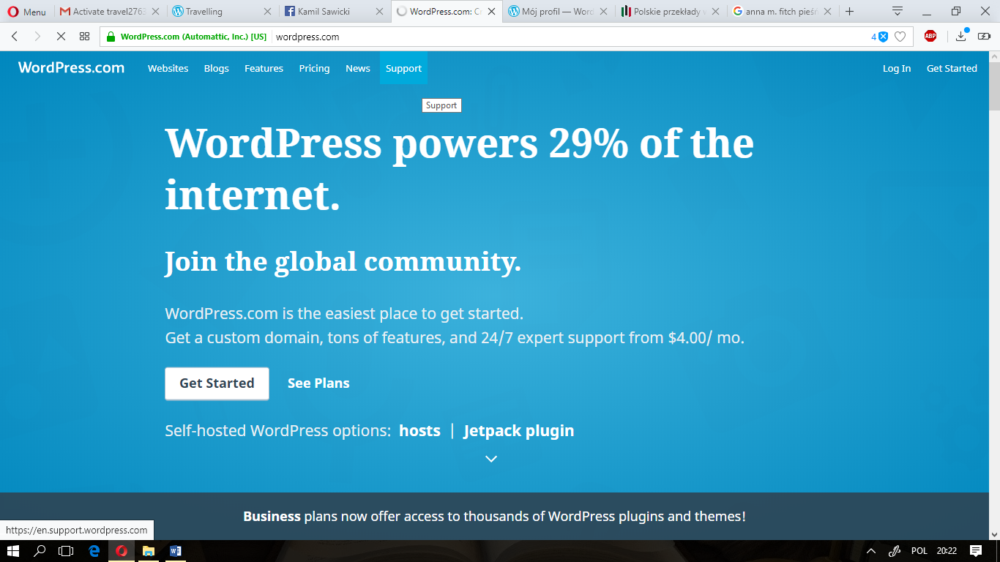 Menu
Activate travel2763
Travelling
Kamil Sawicki
WordPress.com: Cr
Mój profil — Word
Polskie przekłady w
anna m. fitch pieśń
WordPress.com (Automattic, Inc.) [US]
wordpress.com
4
ABP
WordPress.com
Websites
Blogs
Features
Pricing
News
Support
Log In
Get Started
Support
WordPress powers 29% of the
internet.
Join the global community.
WordPress.com is the easiest place to get started.
Get a custom domain, tons of features, and 24/7 expert support from $4.00/ mo.
Get Started
See Plans
Self-hosted WordPress options: hosts | Jetpack plugin
Business plans now offer access to thousands of WordPress plugins and themes!
https://en.support.wordpress.com
POL
20:22